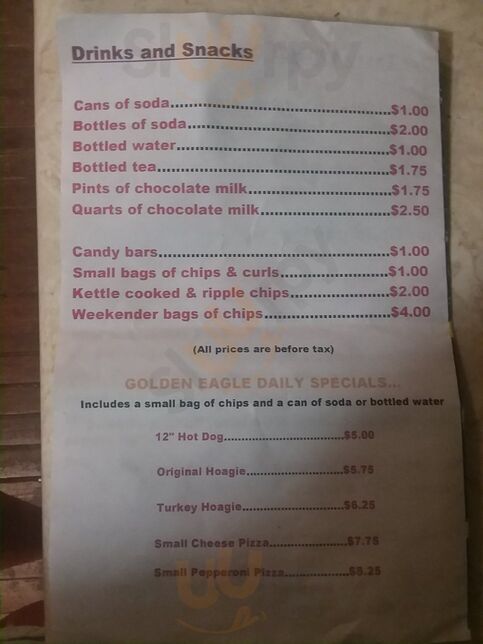 Drinks and Snacks
Cans of soda......................................................$1.00
Bottles of soda..................................................$2.00
Bottled water.....................................................$1.00
Bottled tea.........................................................$1.75
Pints of chocolate milk...................................$1.75
Quarts of chocolate milk................................$2.50
Candy bars........................................................$1.00
Small bags of chips & curls...........................$1.00
Kettle cooked & ripple chips........................$2.00
Weekender bags of chips..............................$4.00
(All prices are before tax)
GOLDEN EAGLE DAILY SPECIALS...
Includes a small bag of chips and a can of soda or bottled water
12" Hot Dog..............................$5.00
Original Hoagie........................$5.75
Turkey Hoagie.........................$6.25
Small Cheese Pizza.................$7.75
Small Pepperoni Pizza..............$8.25